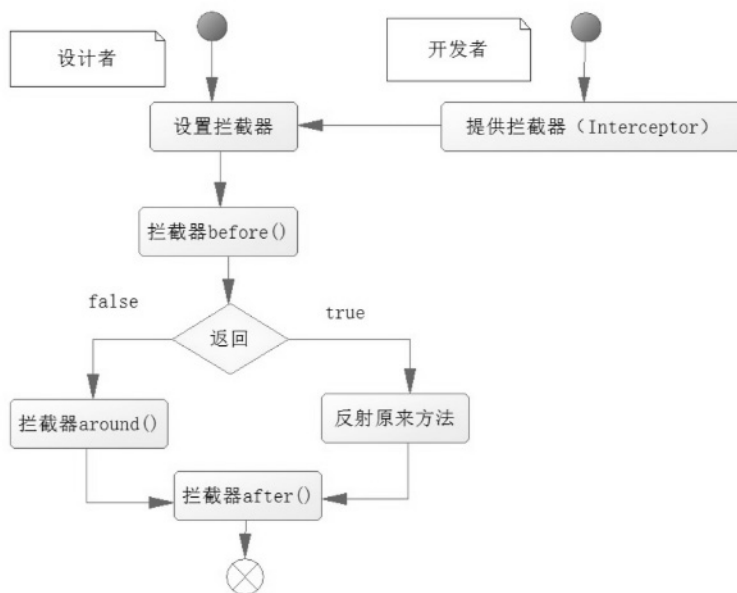 设计者
开发者
设置拦截器
提供拦截器（Interceptor）
拦截器before()
false
true
返回
拦截器around()
反射原来方法
拦截器after()